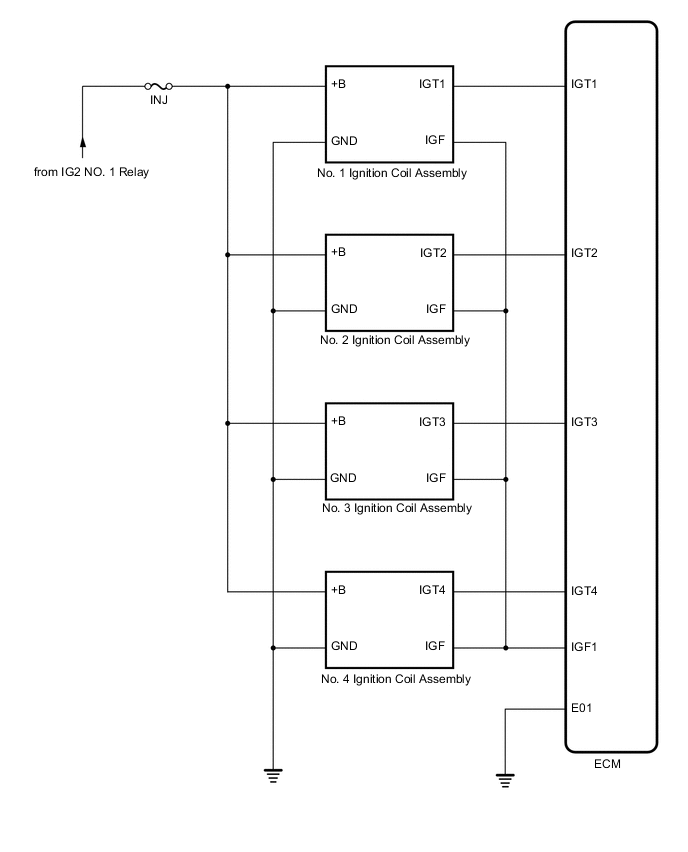 +B IGT1 IGT1
INJ
GND IGF
from IG2 NO. 1 Relay
No. 1 Ignition Coil Assembly
+B IGT2 IGT2
GND IGF
No. 2 Ignition Coil Assembly
+B IGT3 IGT3
GND IGF
No. 3 Ignition Coil Assembly
+B IGT4 IGT4
GND IGF IGF1
No. 4 Ignition Coil Assembly
E01
ECM